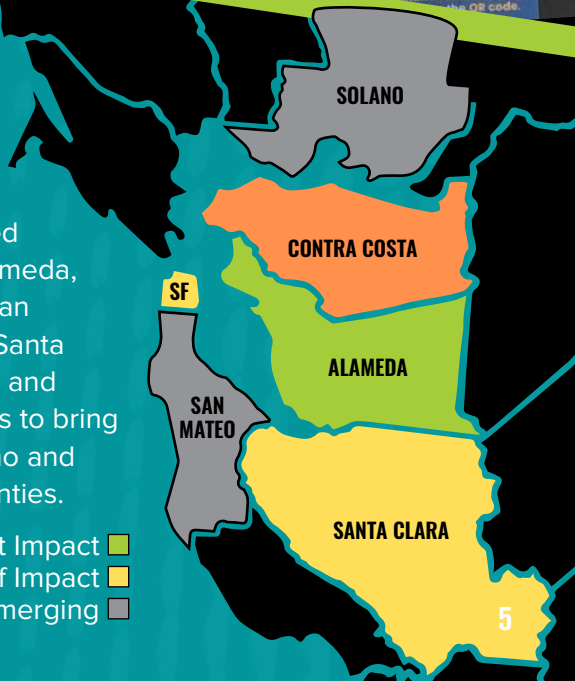 the QR code.
SOLANO
CONTRA COSTA
SF
ALAMEDA
SAN
MATEO
SANTA CLARA
ed
meda,
an
Santa
and
s to bring
no and
nties.
t Impact
f Impact
merging
5